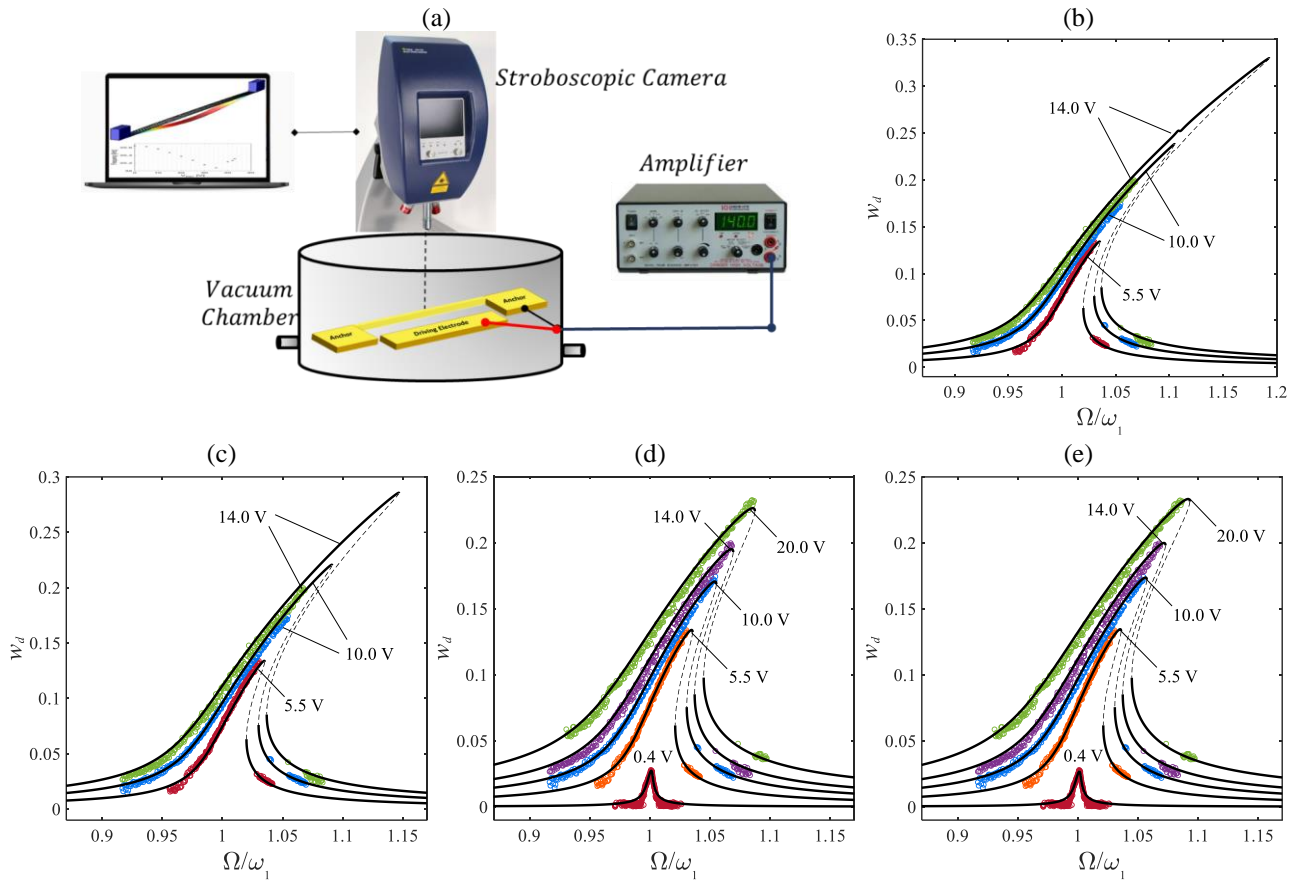 (a)
(b)
Stroboscopic Camera
Amplifier
140.0
Vacuum
Chamber
Anchor
Driving Electrode
Anchor
0.35
0.3
0.25
0.2
0.15
0.1
0.05
0
w_d
14.0 V
10.0 V
5.5 V
0.9
0.95
1
1.05
1.1
1.15
1.2
Ω/ω₁
(c)
(d)
(e)
0.3
0.25
0.2
0.15
0.1
0.05
0
w_d
14.0 V
10.0 V
5.5 V
0.9
0.95
1
1.05
1.1
1.15
Ω/ω₁
0.25
0.2
0.15
0.1
0.05
0
14.0 V
20.0 V
10.0 V
5.5 V
0.4 V
0.9
0.95
1
1.05
1.1
1.15
Ω/ω₁
0.25
0.2
0.15
0.1
0.05
0
w_d
14.0 V
20.0 V
10.0 V
5.5 V
0.4 V
0.9
0.95
1
1.05
1.1
1.15
Ω/ω₁